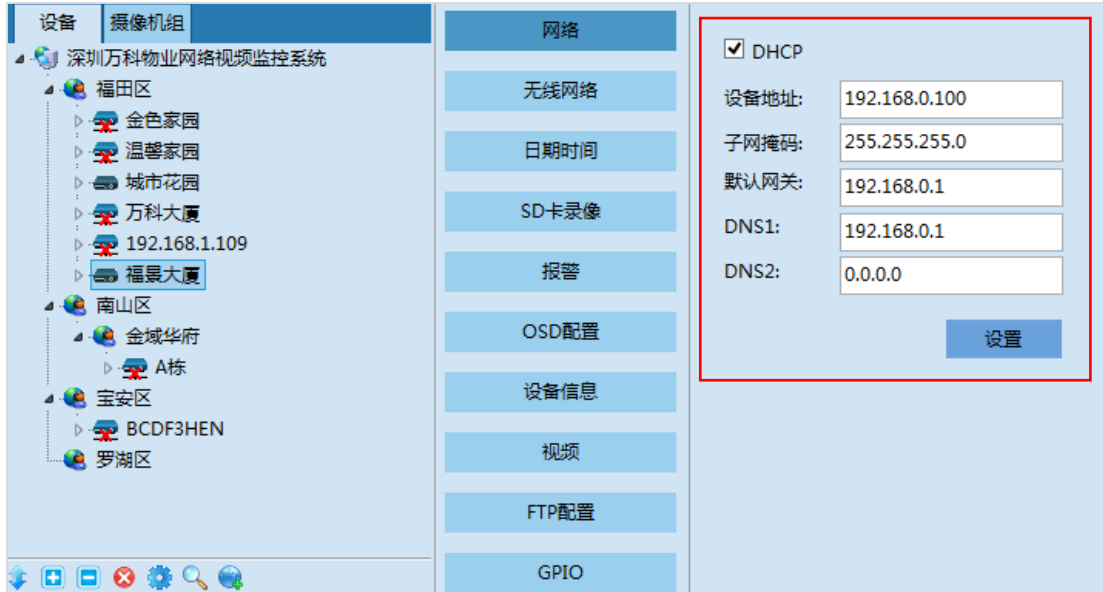 设备
摄像机组
深圳万科物业网络视频监控系统
福田区
金色家园
温馨家园
城市花园
万科大厦
192.168.1.109
福景大厦
南山区
金域华府
A栋
宝安区
BCDF3HEN
罗湖区
网络
无线网络
日期时间
SD卡录像
报警
OSD配置
设备信息
视频
FTP配置
GPIO
DHCP
设备地址: 192.168.0.100
子网掩码: 255.255.255.0
默认网关: 192.168.0.1
DNS1: 192.168.0.1
DNS2: 0.0.0.0
设置